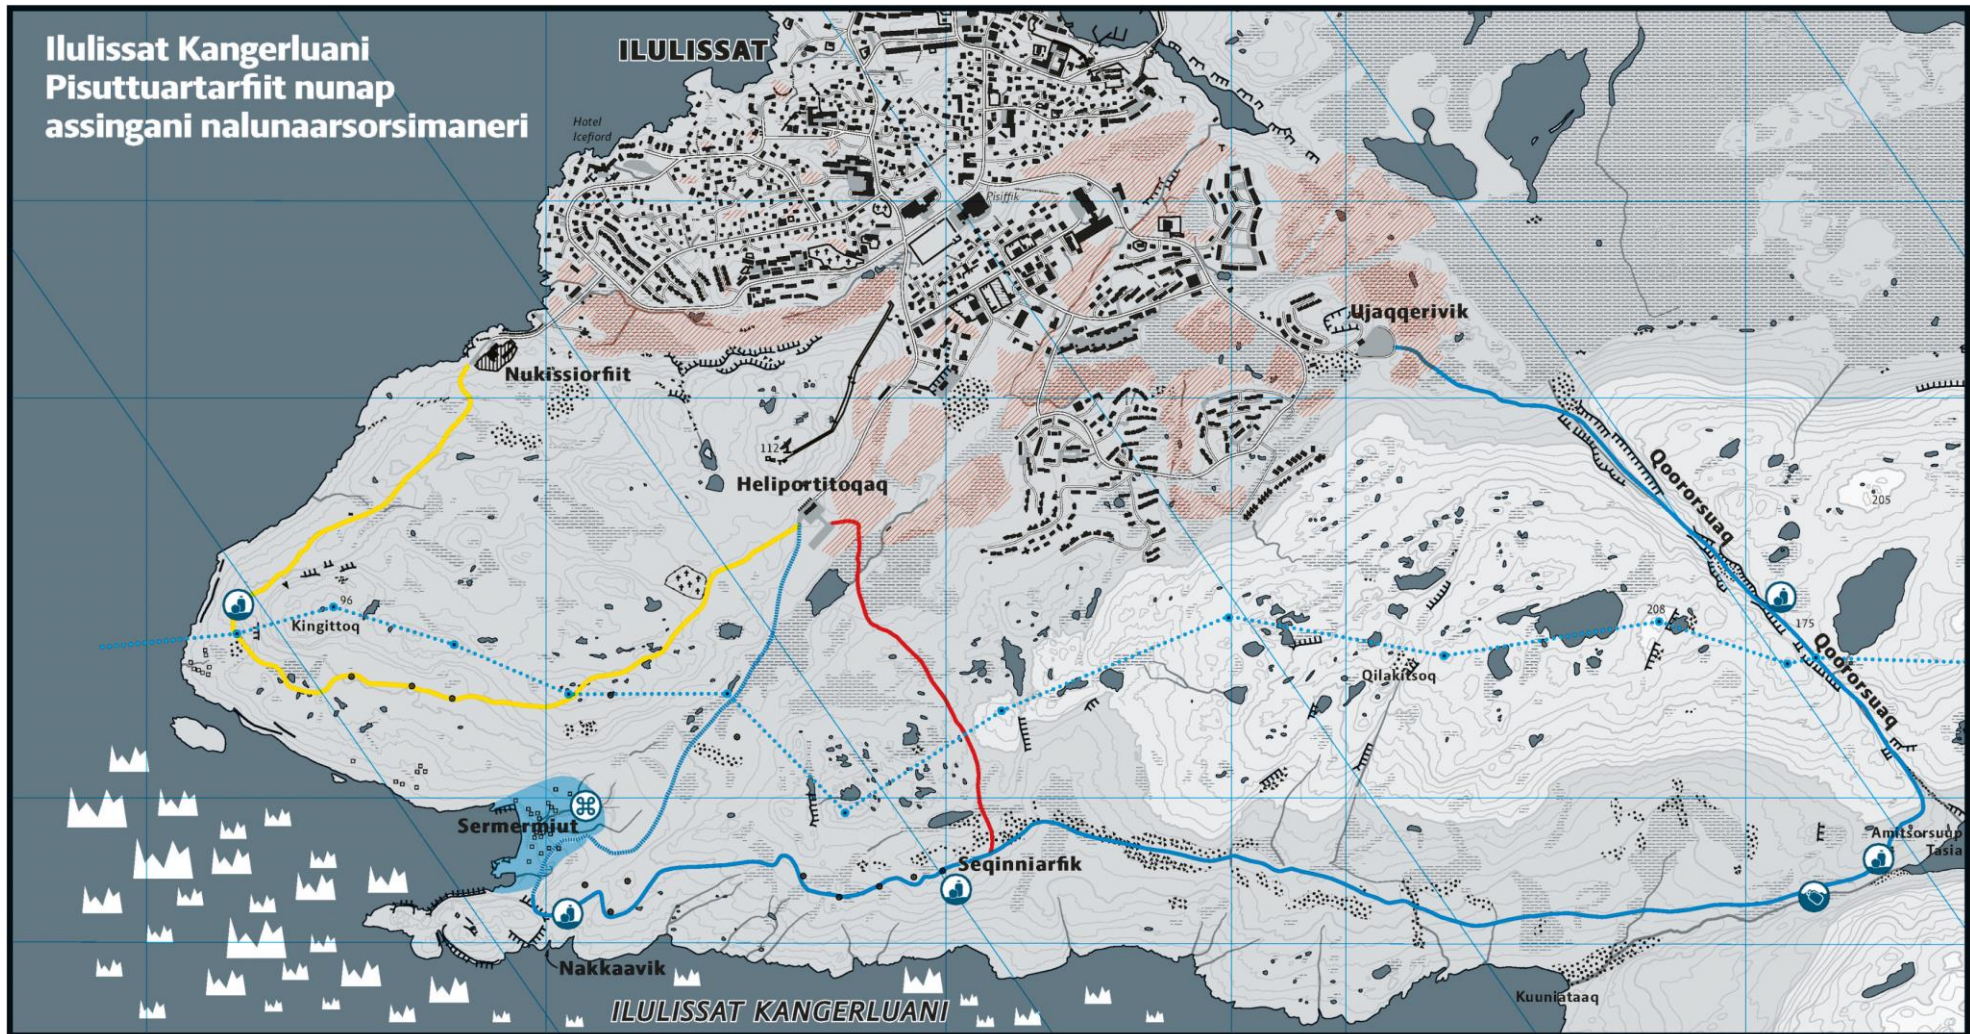 Ilulissat Kangerluani
Pisuttuartarfiit nunap
assingani nalunaarsorsimaneri
ILULISSAT
Hotel
Icefjord
T
T
Pisiffik
Ujaqqerivik
Nukissiorfiit
112
Heliportitoqaq
Qoororsuaq
205
96
Kingittoq
208
175
Qoororsuaq
Qilakitsoq
Sermermiut
Amitsorsuup
Tasia
Seqinniarfik
Nakkaavik
Kuuniataaq
ILULISSAT KANGERLUANI